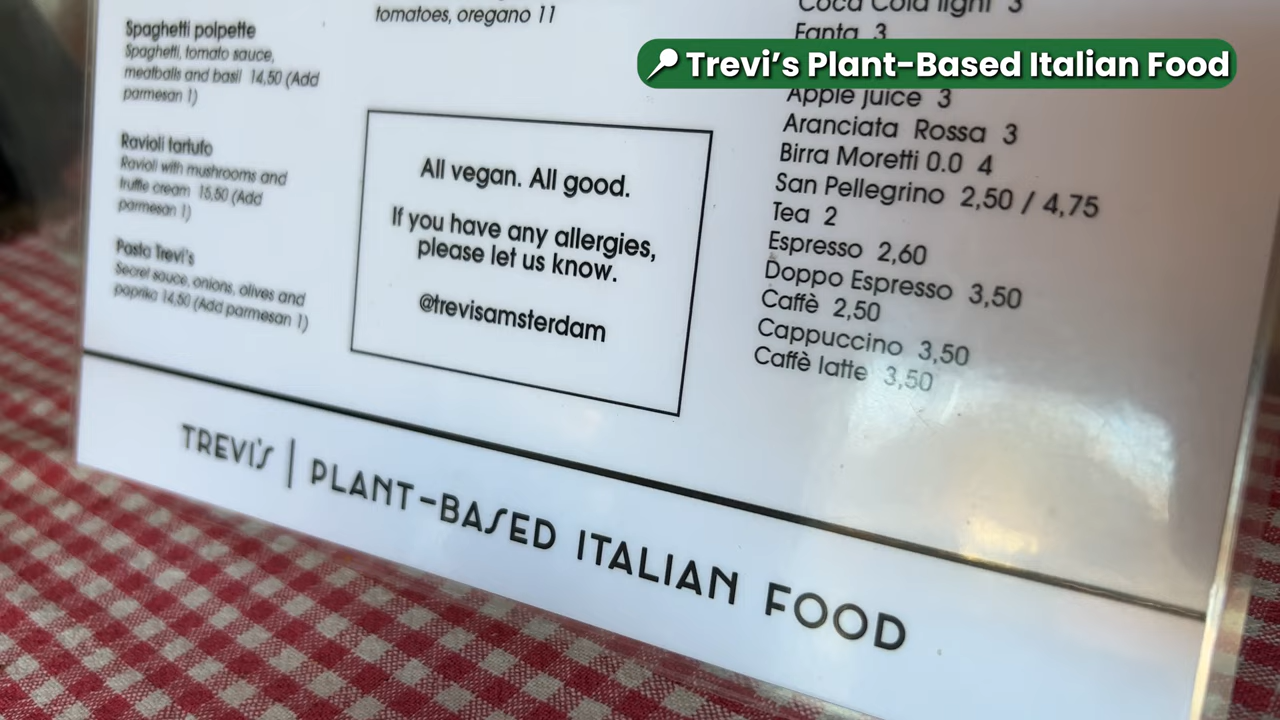 Trevi's Plant-Based Italian Food
Spaghetti polpette
Spaghetti, tomato sauce,
meatballs and basil 14,50 (Add
parmesan 1)
Ravioli tartufo
Ravioli with mushrooms and
truffle cream 15,50 (Add
parmesan 1)
Pasta Trevi's
Secret sauce, onions, olives and
paprika 14,50 (Add parmesan 1)
tomatoes, oregano 11
All vegan. All good.
If you have any allergies,
please let us know.
@trevisamsterdam
Coca Cola light 3
Fanta 3
Apple juice 3
Aranciata Rossa 3
Birra Moretti 0.0 4
San Pellegrino 2,50 / 4,75
Tea 2
Espresso 2,60
Doppo Espresso 3,50
Caffè 2,50
Cappuccino 3,50
Caffè latte 3,50
TREVI'S | PLANT-BASED ITALIAN FOOD